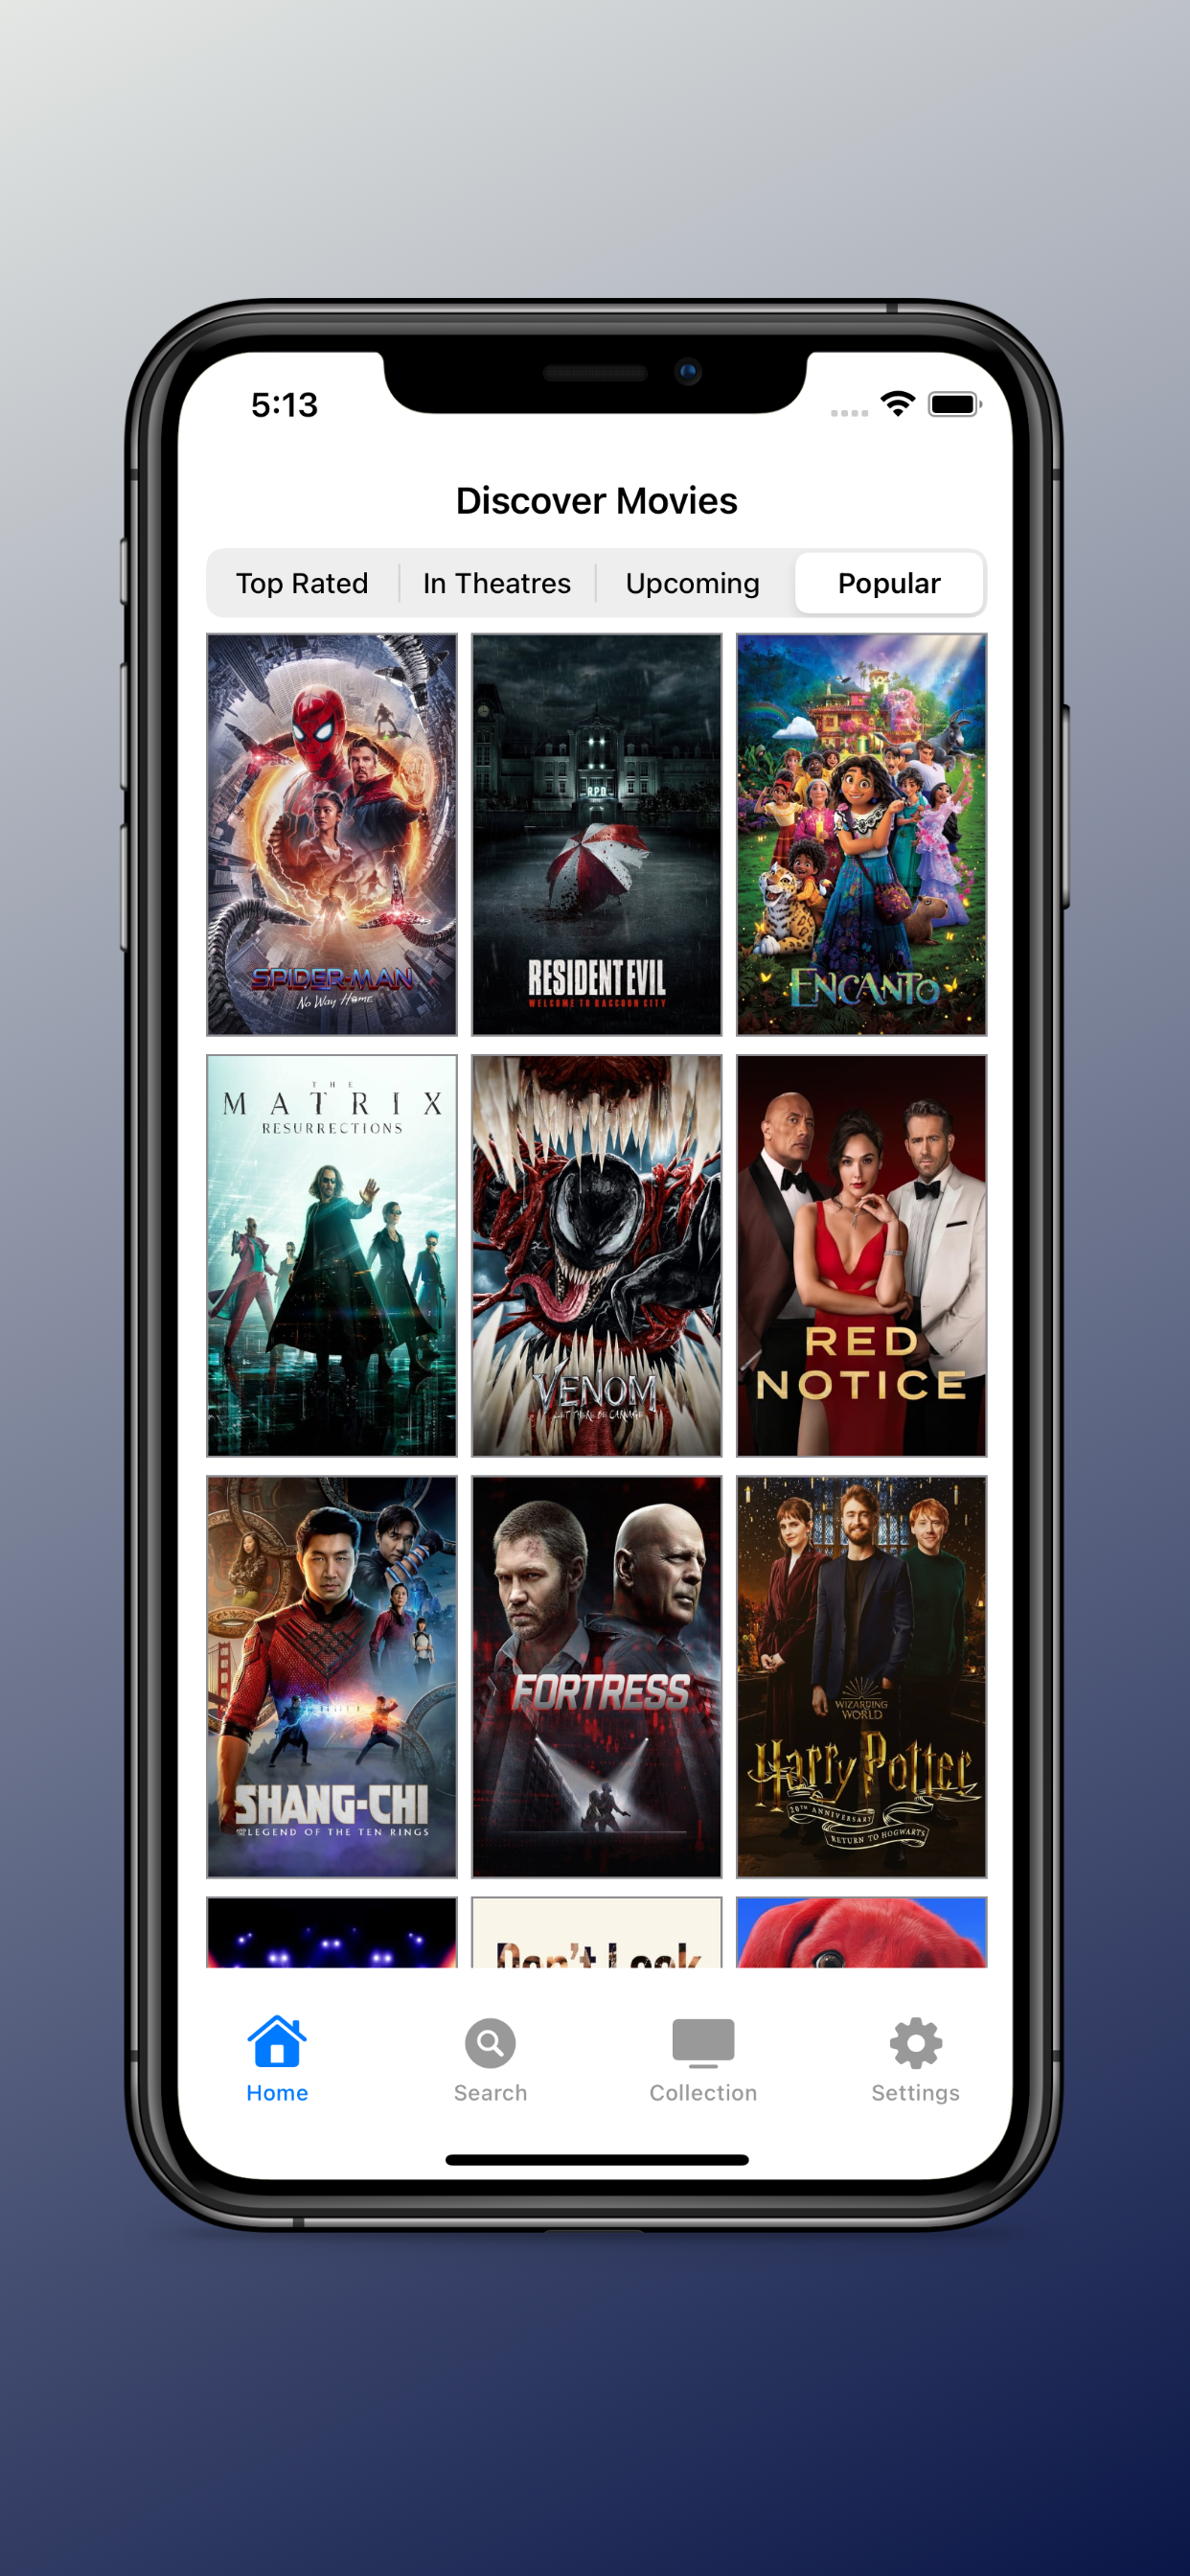 5:13
Discover Movies
Top Rated
In Theatres
Upcoming
Popular
SPIDER-MAN
No Way Home
R.P.D.
RESIDENT EVIL
WELCOME TO RACCOON CITY
ENCANTO
THE
MATRIX
RESURRECTIONS
VENOM
LET THERE BE CARNAGE
RED
NOTICE
SHANG-CHI
AND THE LEGEND OF THE TEN RINGS
FORTRESS
WIZARDING
WORLD
Harry Potter
20TH ANNIVERSARY
RETURN TO HOGWARTS
Don't Look
Home
Search
Collection
Settings